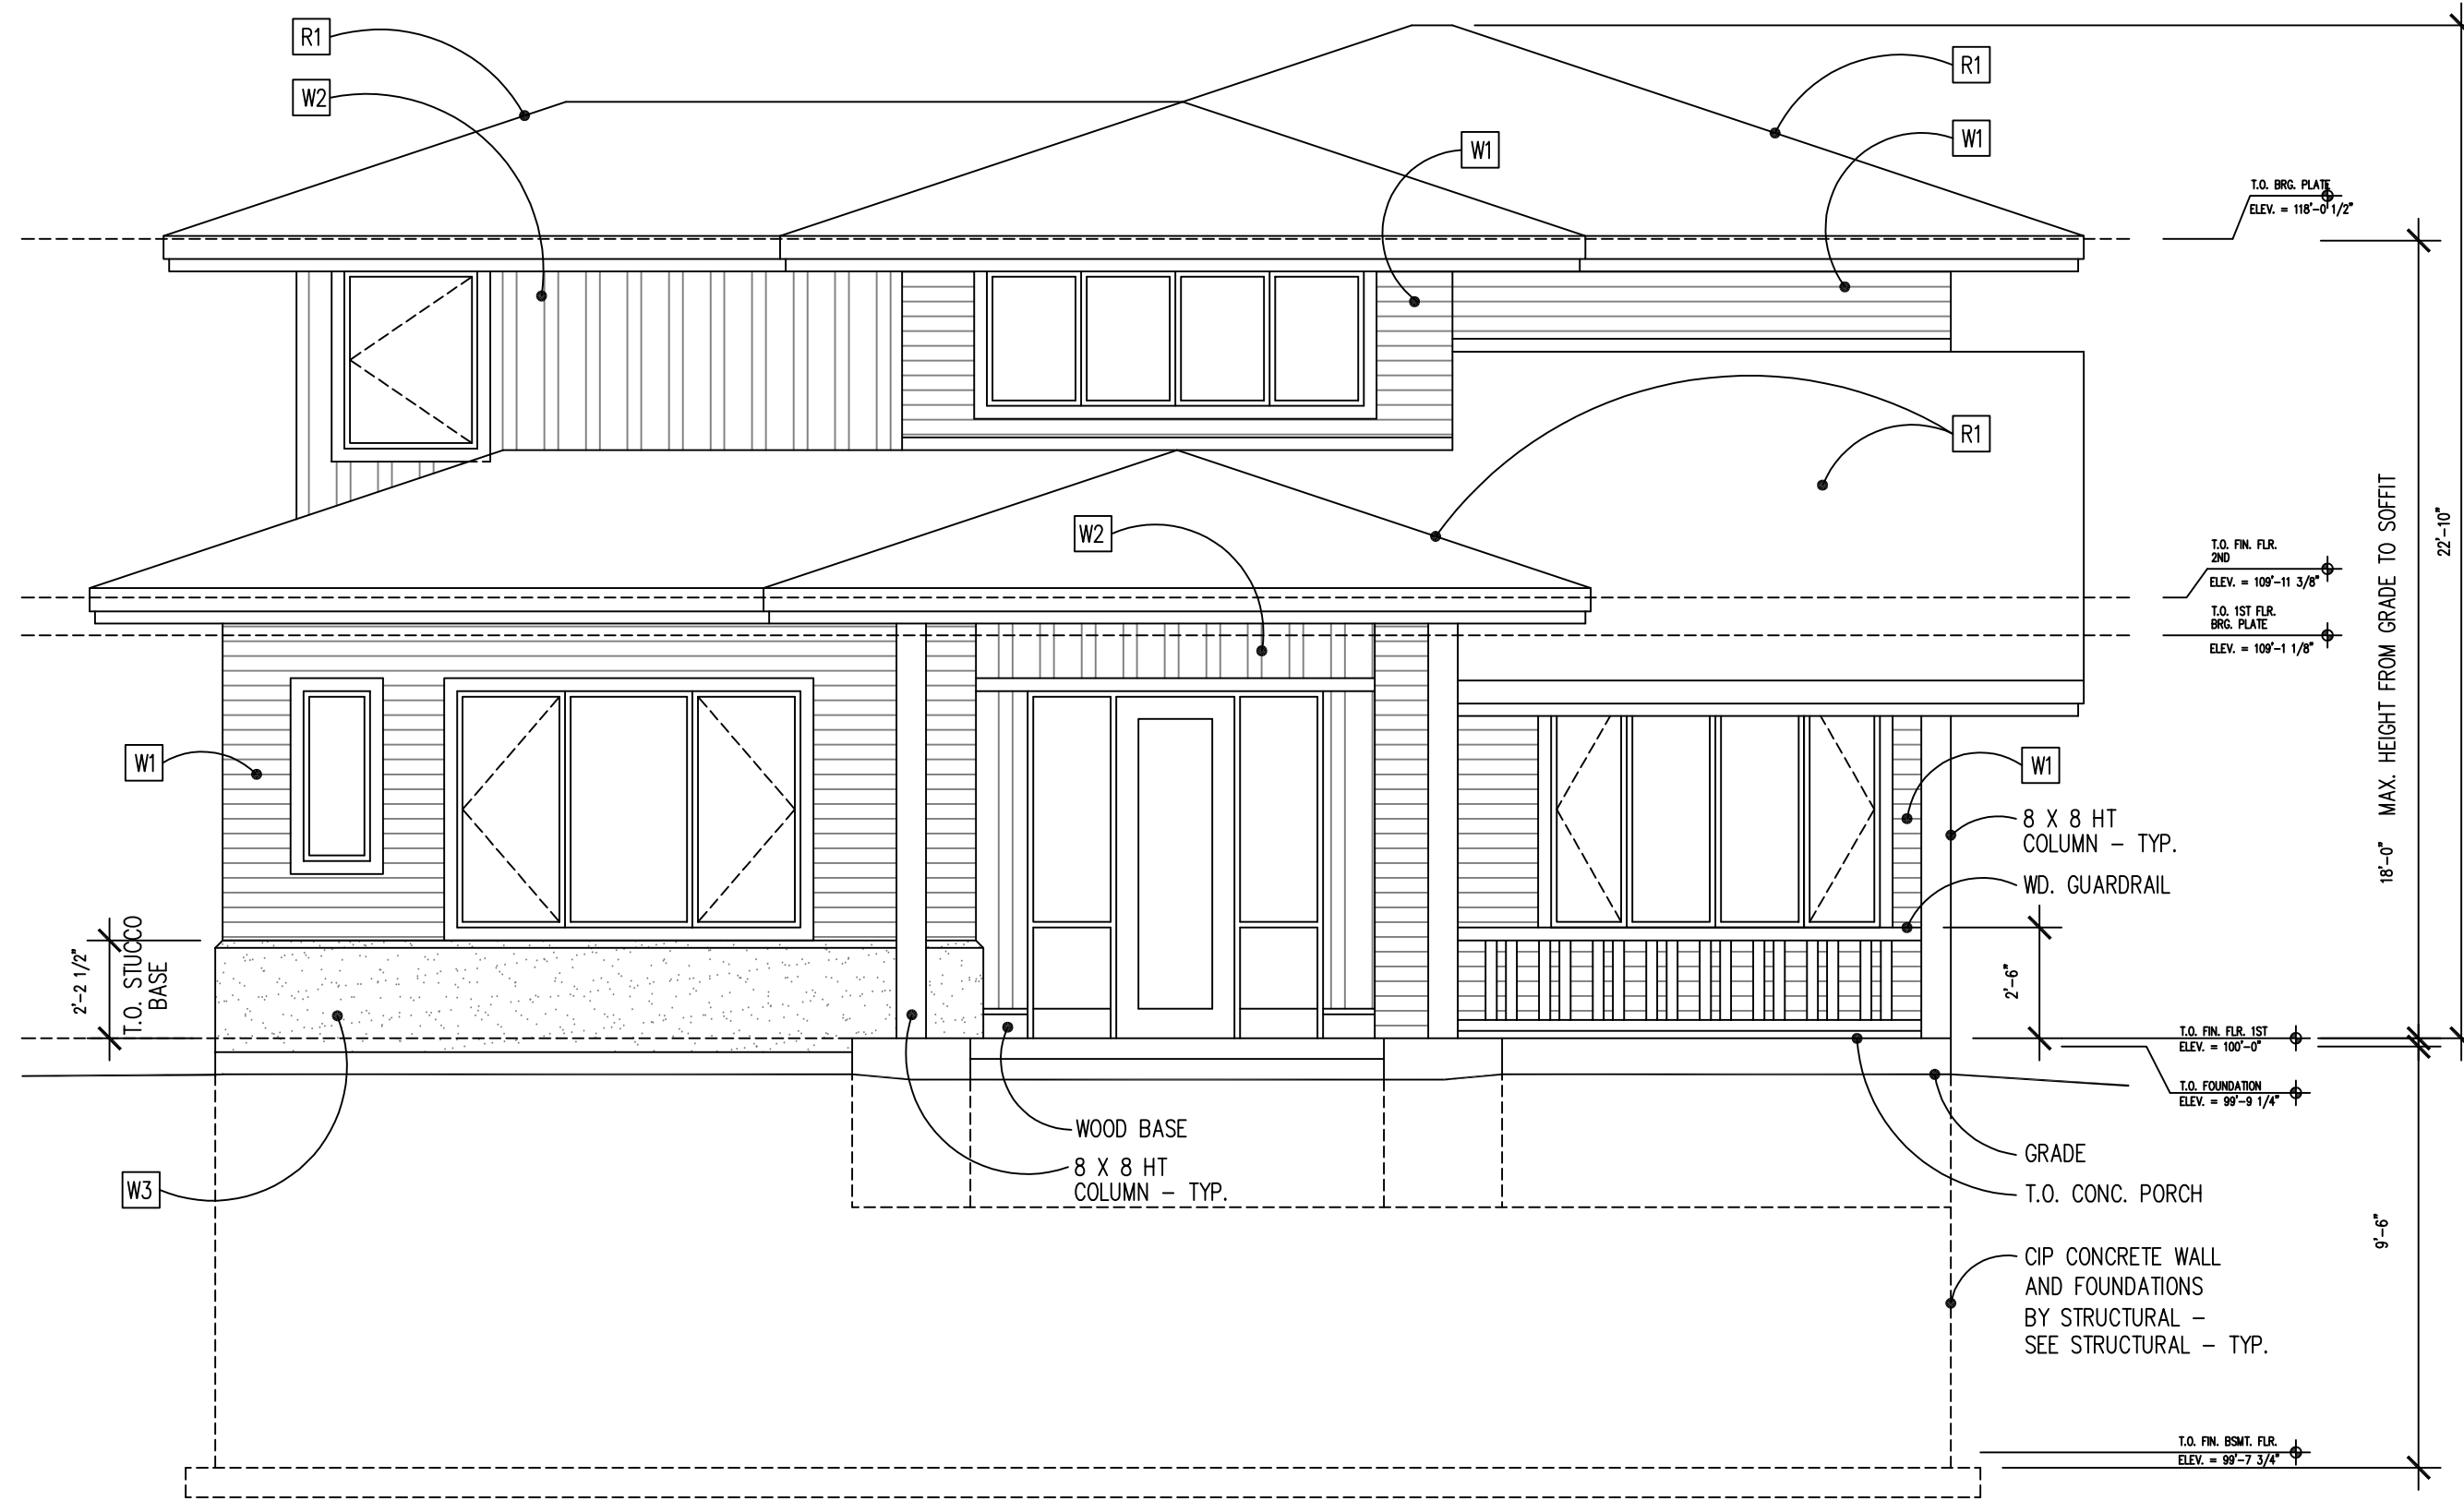 R1
W2
R1
W1
W1
T.O. BRG. PLATE
ELEV. = 118'-0 1/2"
R1
W2
T.O. FIN. FLR.
2ND
ELEV. = 109'-11 3/8"
T.O. 1ST FLR.
BRG. PLATE
ELEV. = 109'-1 1/8"
22'-10"
18'-0" MAX. HEIGHT FROM GRADE TO SOFFIT
W1
W1
8 X 8 HT
COLUMN - TYP.
WD. GUARDRAIL
2'-2 1/2"
T.O. STUCCO
BASE
2'-6"
T.O. FIN. FLR. 1ST
ELEV. = 100'-0"
T.O. FOUNDATION
ELEV. = 99'-9 1/4"
WOOD BASE
8 X 8 HT
COLUMN - TYP.
W3
GRADE
T.O. CONC. PORCH
9'-6"
CIP CONCRETE WALL
AND FOUNDATIONS
BY STRUCTURAL -
SEE STRUCTURAL - TYP.
T.O. FIN. BSMT. FLR.
ELEV. = 99'-7 3/4"